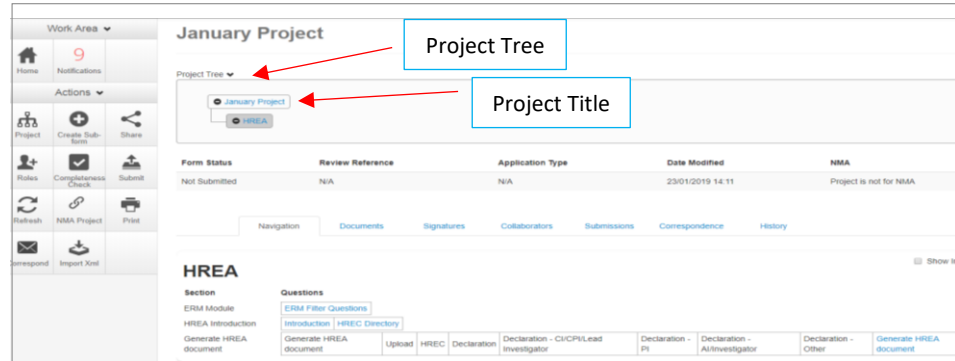 Work Area
January Project
Project Tree
9
Home
Notifications
Project Tree
Actions
January Project
Project Title
HREA
Project
Create Sub-form
Share
Form Status
Review Reference
Application Type
Date Modified
NMA
Not Submitted
N/A
N/A
23/01/2019 14:11
Project is not for NMA
Roles
Completeness Check
Submit
Refresh
NMA Project
Print
Navigation
Documents
Signatures
Collaborators
Submissions
Correspondence
History
orrespond
Import Xml
HREA
Show In
Section
Questions
ERM Module
ERM Filter Questions
HREA Introduction
Introduction
HREC Directory
Generate HREA document
Generate HREA document
Upload
HREC
Declaration
Declaration - CI/CPI/Lead Investigator
Declaration - PI
Declaration - AI/Investigator
Declaration - Other
Generate HREA document